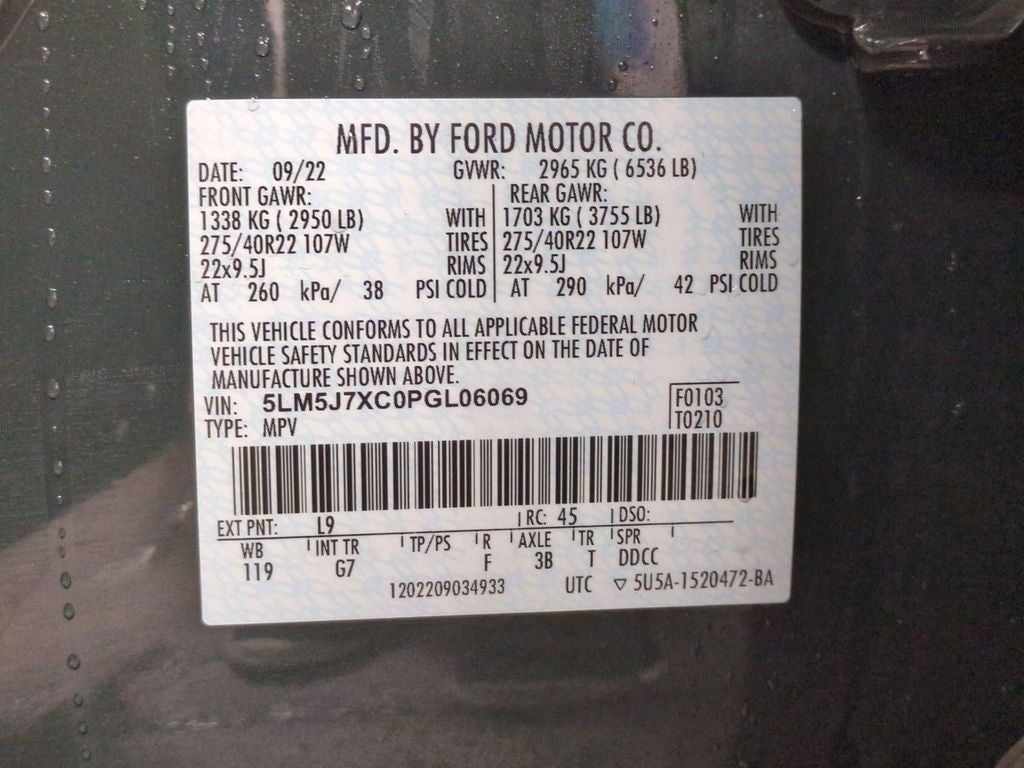 MFD. BY FORD MOTOR CO.
DATE: 09/22 GVWR: 2965 KG ( 6536 LB)
FRONT GAWR: REAR GAWR:
1338 KG ( 2950 LB) WITH 1703 KG ( 3755 LB) WITH
275/40R22 107W TIRES 275/40R22 107W TIRES
22x9.5J RIMS 22x9.5J RIMS
AT 260 kPa/ 38 PSI COLD AT 290 kPa/ 42 PSI COLD
THIS VEHICLE CONFORMS TO ALL APPLICABLE FEDERAL MOTOR
VEHICLE SAFETY STANDARDS IN EFFECT ON THE DATE OF
MANUFACTURE SHOWN ABOVE.
VIN: 5LM5J7XC0PGL06069 F0103
TYPE: MPV T0210
EXT PNT: L9 RC: 45 DSO:
WB INT TR TP/PS R AXLE TR SPR
119 G7 F 3B T DDCC
1202209034933 UTC ▽ 5U5A-1520472-BA